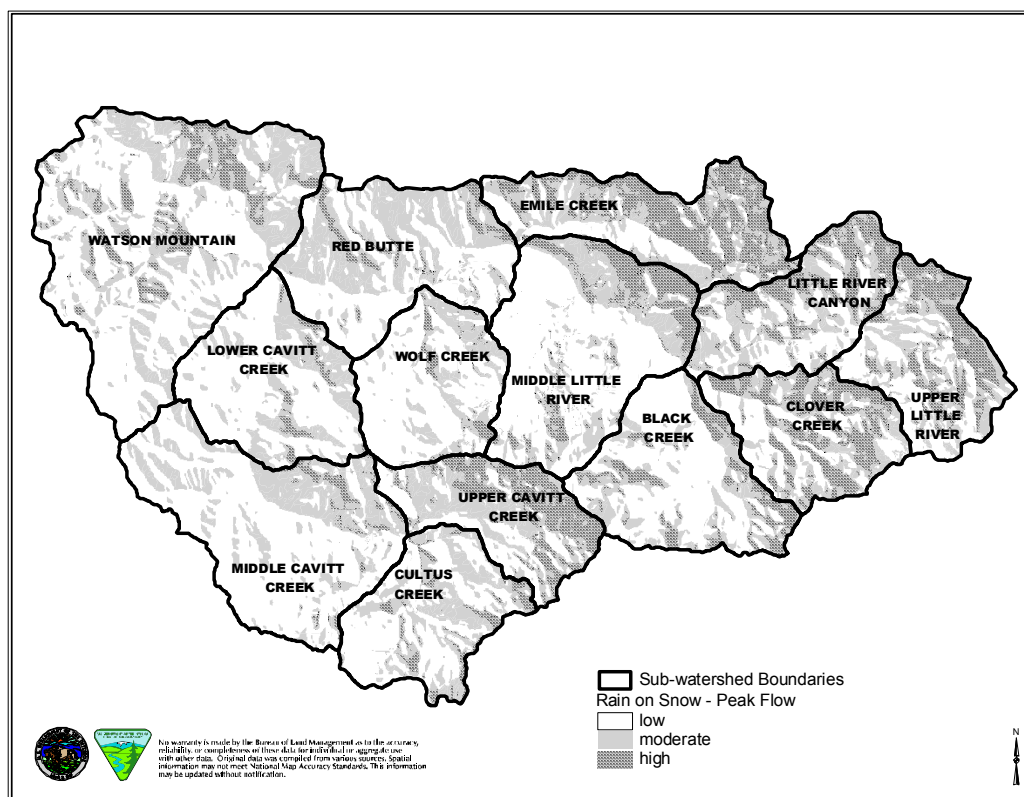 EMILE CREEK
WATSON MOUNTAIN
RED BUTTE
LITTLE RIVER
CANYON
LOWER CAVITT
CREEK
WOLF CREEK
MIDDLE LITTLE
RIVER
BLACK
CREEK
CLOVER
CREEK
UPPER
LITTLE
RIVER
UPPER CAVITT
CREEK
MIDDLE CAVITT
CREEK
CULTUS
CREEK
Sub-watershed Boundaries
Rain on Snow - Peak Flow
low
moderate
high
N
No warranty is made by the Bureau of Land Management as to the accuracy,
reliability, or completeness of these data for individual or aggregate use
with other data. Original data was compiled from various sources. Spatial
information may not meet National Map Accuracy Standards. This information
may be updated without notification.